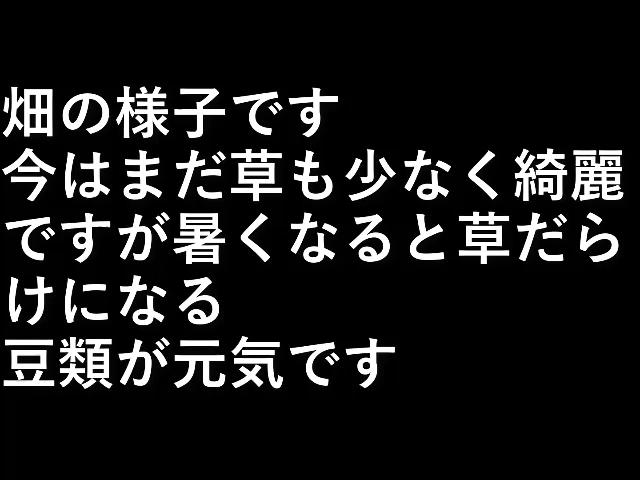 畑の様子です
今はまだ草も少なく綺麗
ですが暑くなると草だら
けになる
豆類が元気です